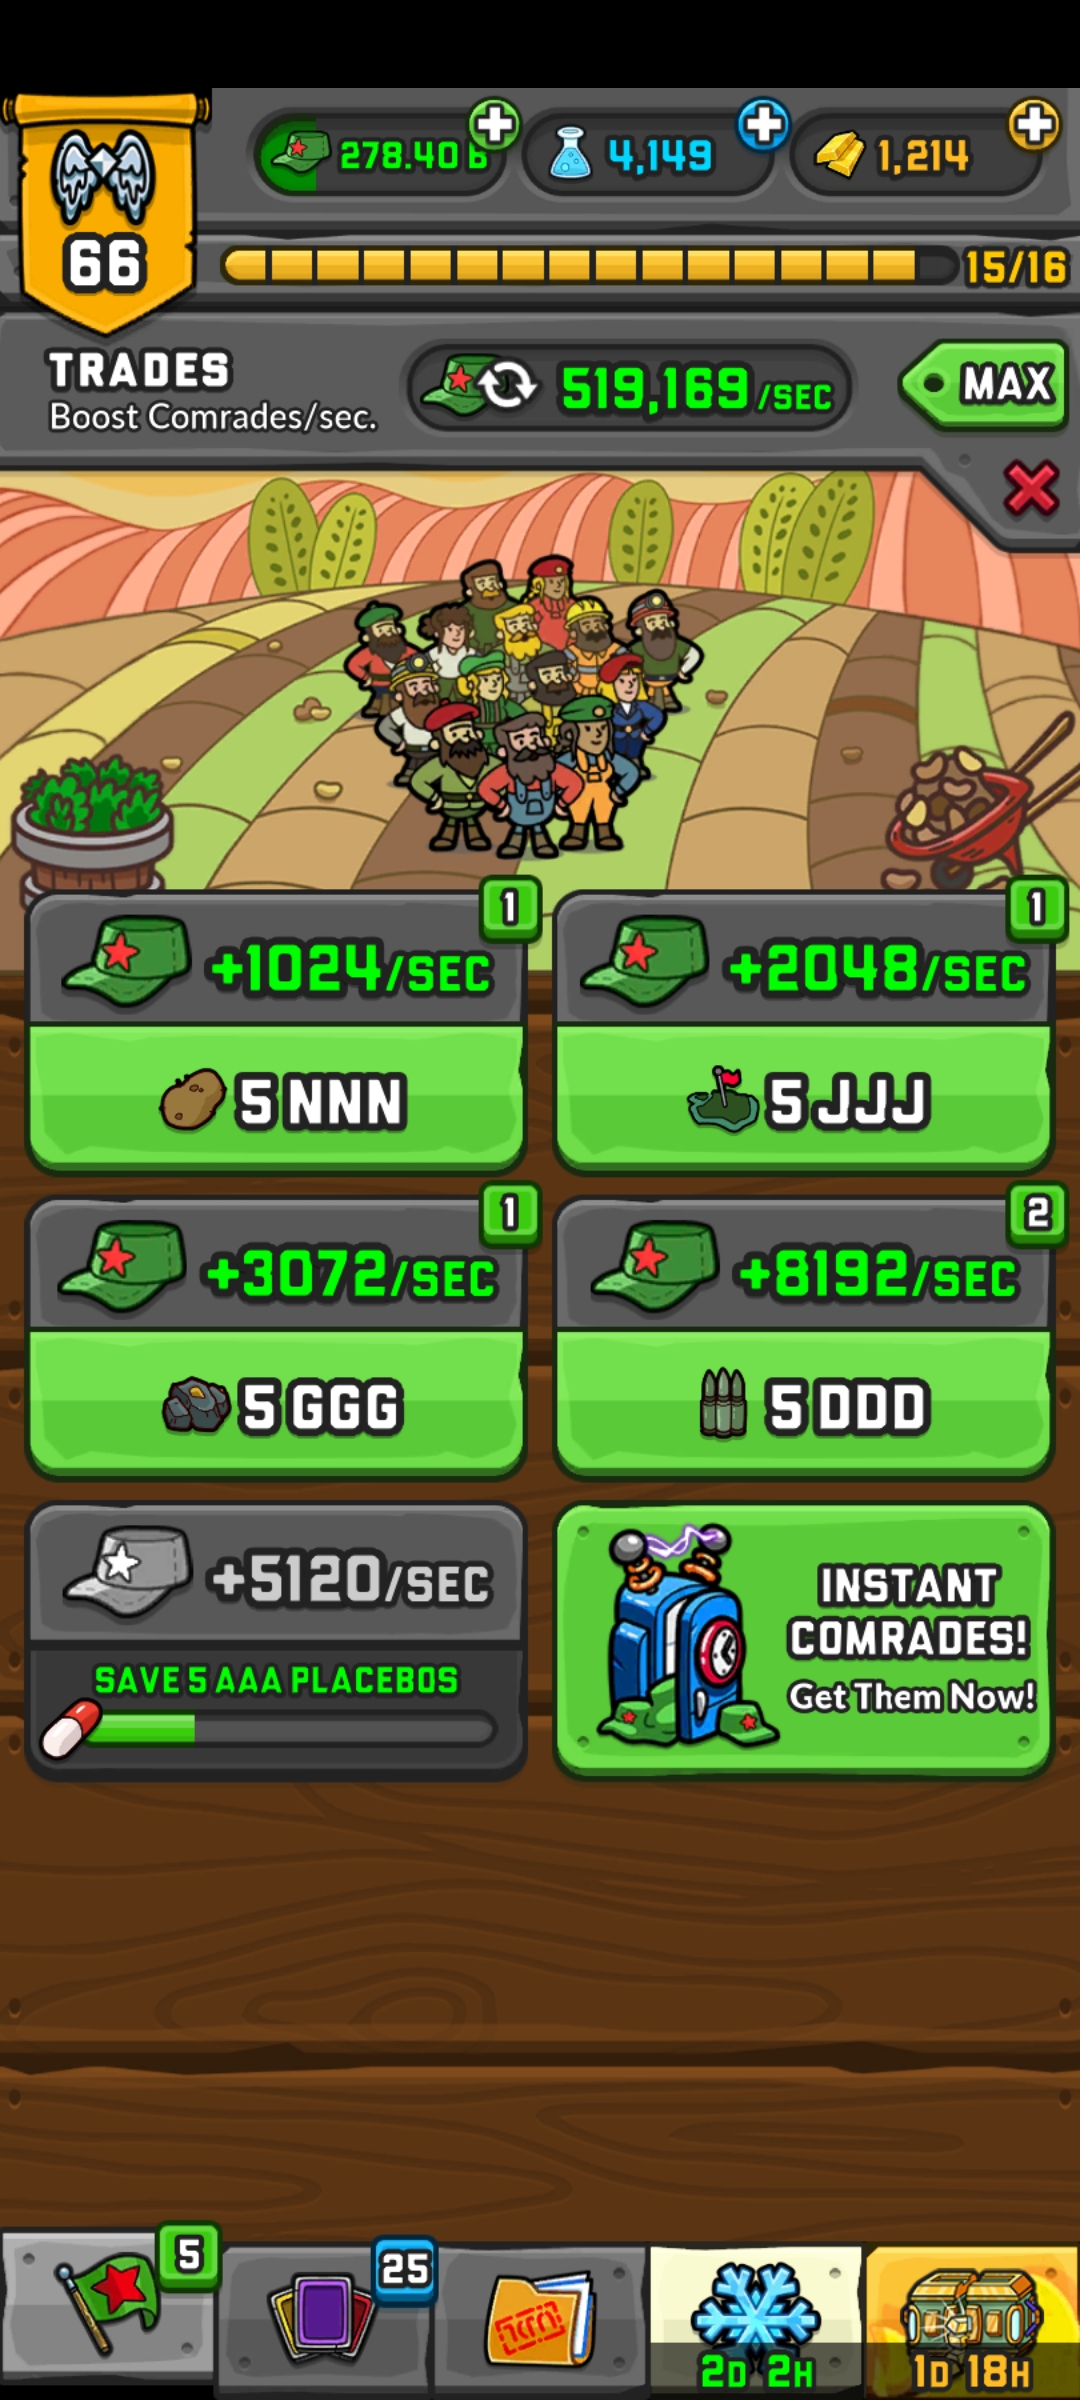 278.40 B
4,149
1,214
66
15/16
TRADES
Boost Comrades/sec.
519,169/SEC
MAX
1
+1024/SEC
5 NNN
1
+2048/SEC
5 JJJ
1
+3072/SEC
5 GGG
2
+8192/SEC
5 DDD
+5120/SEC
SAVE 5 AAA PLACEBOS
INSTANT
COMRADES!
Get Them Now!
5
25
2D 2H
1D 18H